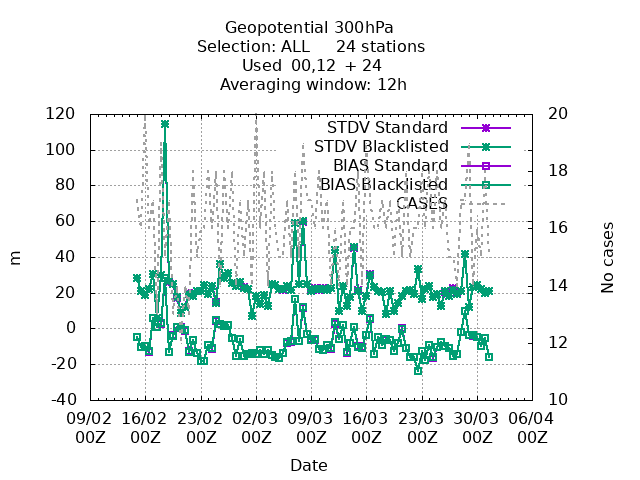 Geopotential 300hPa
Selection: ALL 24 stations
Used 00,12 + 24
Averaging window: 12h
120 20
STDV Standard
STDV Blacklisted
100
BIAS Standard
18
BIAS Blacklisted
80
CASES
60 16
40
20 14
0
-20 12
-40 10
m
No cases
09/02 16/02 23/02 02/03 09/03 16/03 23/03 30/03 06/04
00Z 00Z 00Z 00Z 00Z 00Z 00Z 00Z 00Z
Date